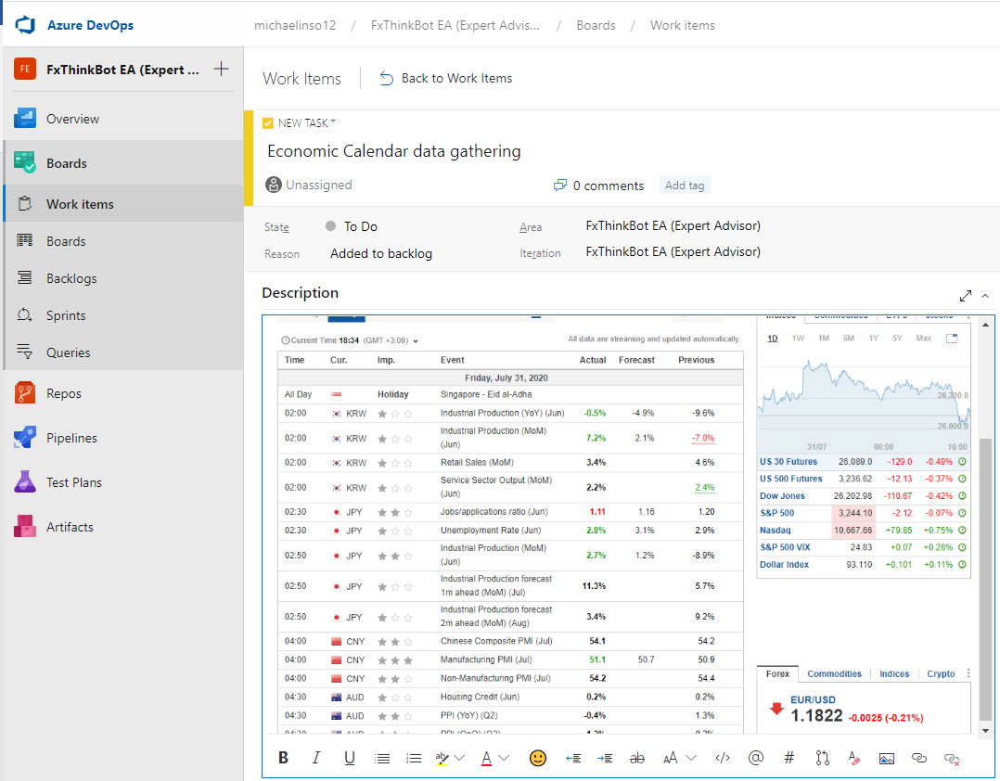 Azure DevOps
michaelinso12 / FxThinkBot EA (Expert Advis... / Boards / Work items
FE FxThinkBot EA (Expert ...
Overview
Boards
Work items
Boards
Backlogs
Sprints
Queries
Repos
Pipelines
Test Plans
Artifacts
Work Items
Back to Work Items
NEW TASK *
Economic Calendar data gathering
Unassigned
0 comments
Add tag
State To Do
Area FxThinkBot EA (Expert Advisor)
Reason Added to backlog
Iteration FxThinkBot EA (Expert Advisor)
Description
Current Time: 18:34 (GMT +3:00)
All data are streaming and updated automatically.
Time Cur. Imp. Event Actual Forecast Previous
Friday, July 31, 2020
All Day Holiday Singapore - Eid al-Adha
02:00 KRW Industrial Production (YoY) (Jun) -0.5% -4.9% -9.6%
02:00 KRW Industrial Production (MoM) 7.2% 2.1% -7.0%
(Jun)
02:00 KRW Retail Sales (MoM) 3.4% 4.6%
02:00 KRW Service Sector Output (MoM) 2.2% 2.4%
(Jun)
02:30 JPY Jobs/applications ratio (Jun) 1.11 1.16 1.20
02:30 JPY Unemployment Rate (Jun) 2.8% 3.1% 2.9%
02:50 JPY Industrial Production (MoM) 2.7% 1.2% -8.9%
(Jun)
02:50 JPY Industrial Production forecast 11.3% 5.7%
1m ahead (MoM) (Jul)
02:50 JPY Industrial Production forecast 3.4% 9.2%
2m ahead (MoM) (Aug)
04:00 CNY Chinese Composite PMI (Jul) 54.1 54.2
04:00 CNY Manufacturing PMI (Jul) 51.1 50.7 50.9
04:00 CNY Non-Manufacturing PMI (Jul) 54.2 54.4
04:30 AUD Housing Credit (Jun) 0.2% 0.2%
04:30 AUD PPI (YoY) (Q2) -0.4% 1.3%
Indices Commodities ETFs Stocks
1D 1W 1M 6M 1Y 5Y Max
26,200.0
26,000.0
31/07 08:00 16:00
US 30 Futures 26,089.0 -129.0 -0.49%
US 500 Futures 3,236.62 -12.13 -0.37%
Dow Jones 26,202.98 -110.67 -0.42%
S&P 500 3,244.10 -2.12 -0.07%
Nasdaq 10,667.66 +79.85 +0.75%
S&P 500 VIX 24.83 +0.07 +0.28%
Dollar Index 93.110 +0.101 +0.11%
Forex Commodities Indices Crypto
EUR/USD
1.1822 -0.0025 (-0.21%)
B I U ab A ab AA </> @ # A